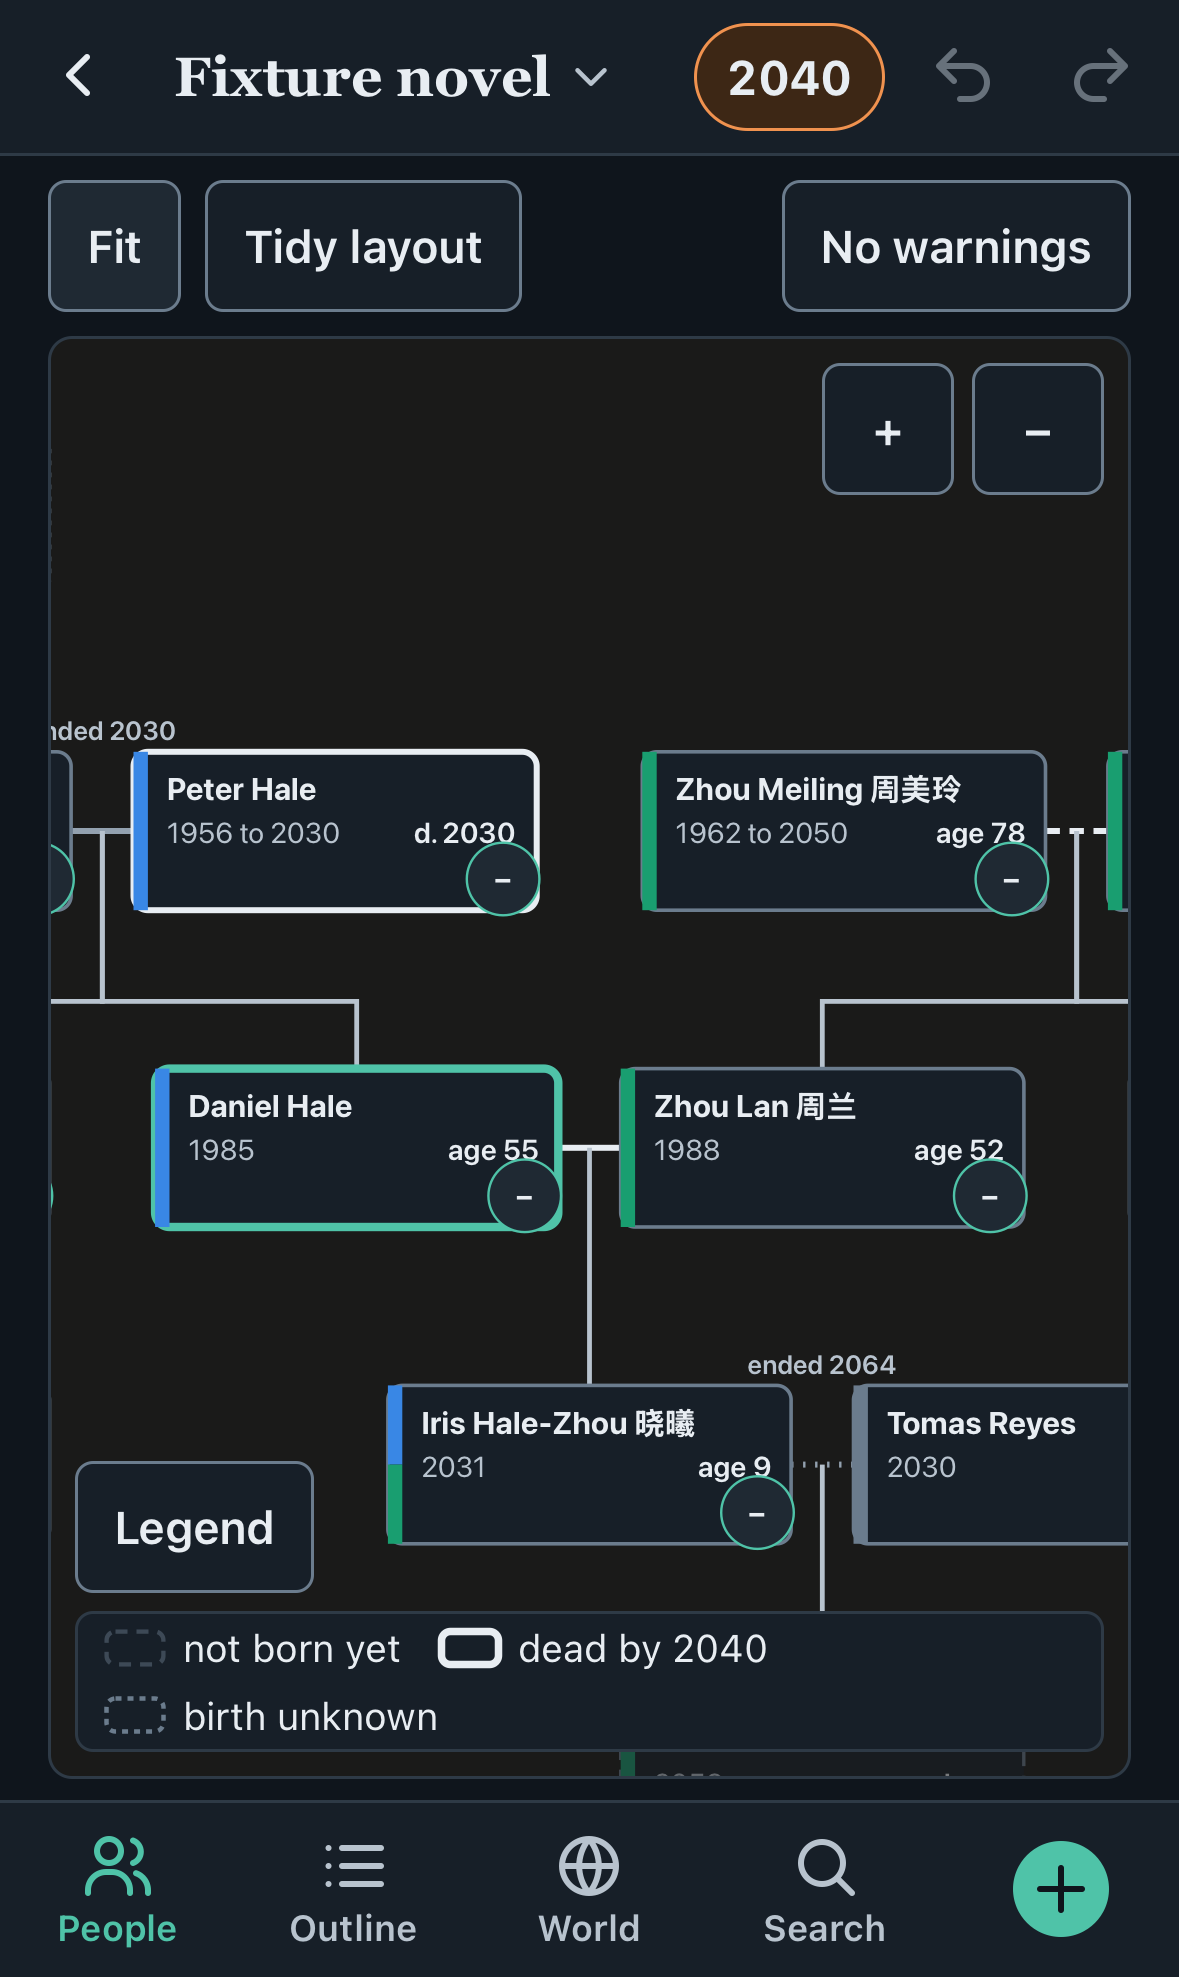 Fixture novel
2040
Fit
Tidy layout
No warnings
+
−
nded 2030
Peter Hale
1956 to 2030
d. 2030
−
Zhou Meiling 周美玲
1962 to 2050
age 78
−
Daniel Hale
1985
age 55
−
Zhou Lan 周兰
1988
age 52
−
ended 2064
Iris Hale-Zhou 晓曦
2031
age 9
−
Tomas Reyes
2030
Legend
not born yet
dead by 2040
birth unknown
People
Outline
World
Search